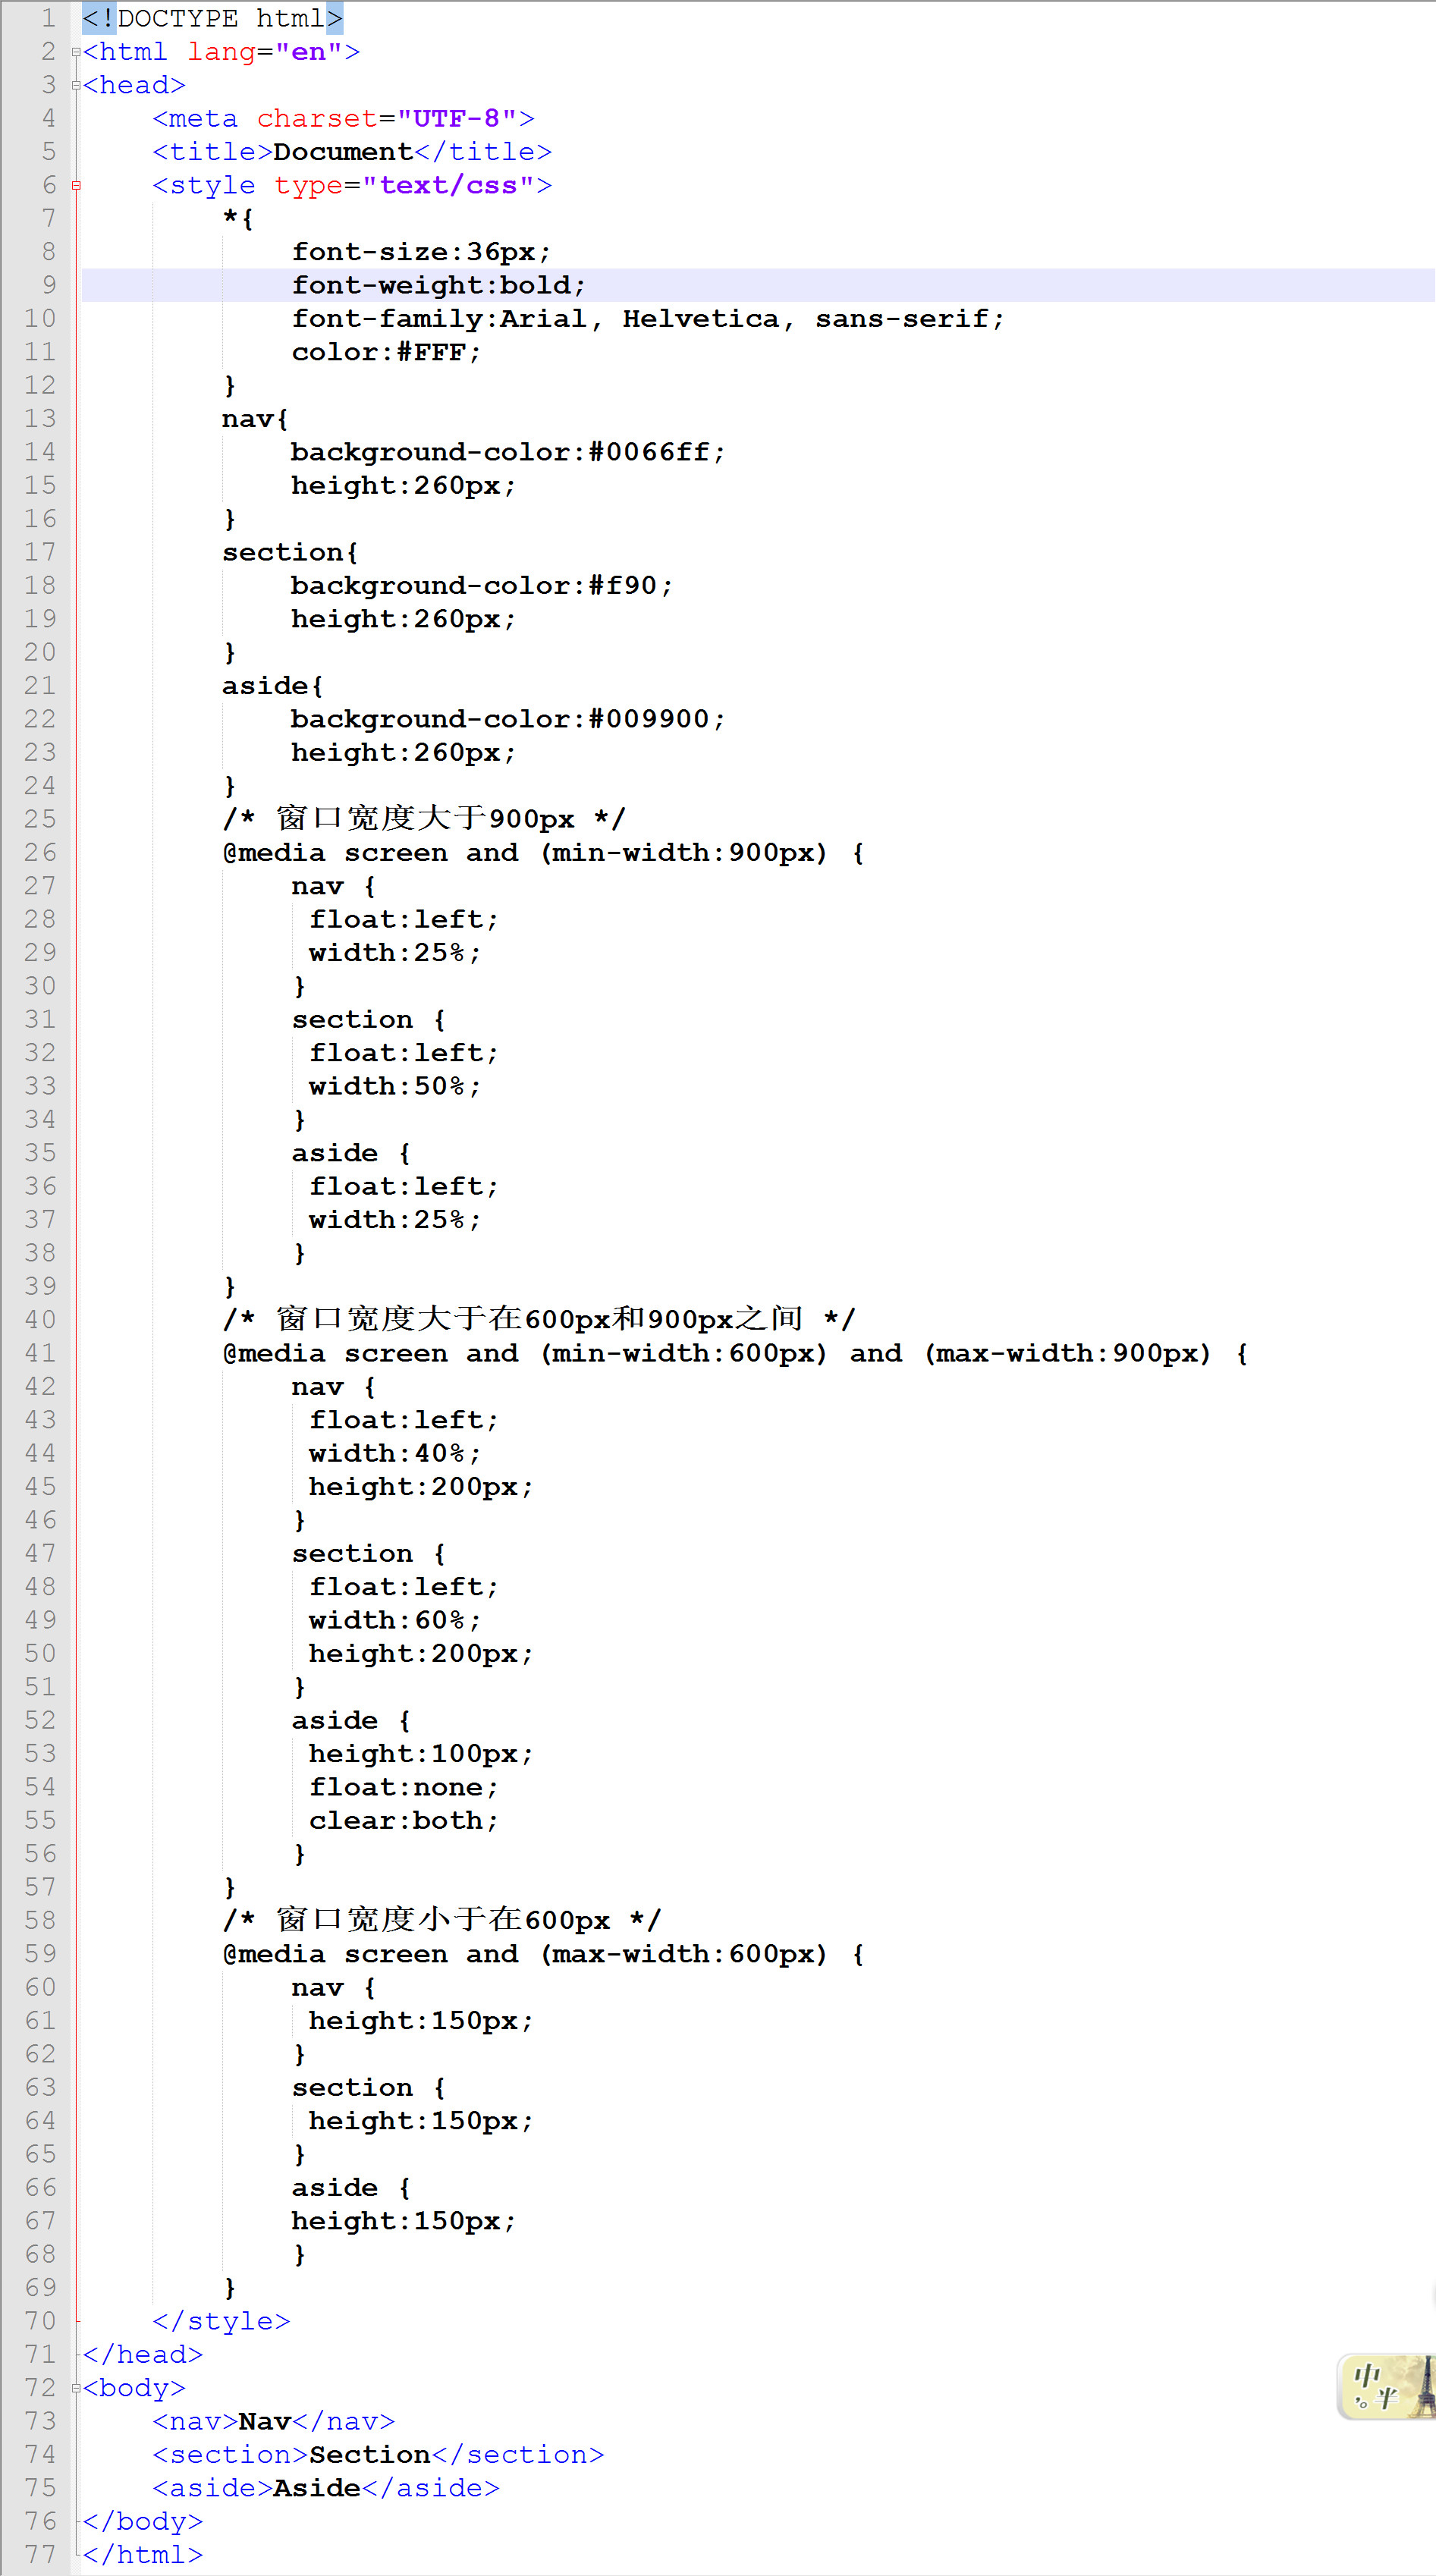 1 <!DOCTYPE html>
2 <html lang="en">
3 <head>
4     <meta charset="UTF-8">
5     <title>Document</title>
6     <style type="text/css">
7         *{
8             font-size:36px;
9             font-weight:bold;
10             font-family:Arial, Helvetica, sans-serif;
11             color:#FFF;
12         }
13         nav{
14             background-color:#0066ff;
15             height:260px;
16         }
17         section{
18             background-color:#f90;
19             height:260px;
20         }
21         aside{
22             background-color:#009900;
23             height:260px;
24         }
25         /* 窗口宽度大于900px */
26         @media screen and (min-width:900px) {
27             nav {
28              float:left;
29              width:25%;
30             }
31             section {
32              float:left;
33              width:50%;
34             }
35             aside {
36              float:left;
37              width:25%;
38             }
39         }
40         /* 窗口宽度大于在600px和900px之间 */
41         @media screen and (min-width:600px) and (max-width:900px) {
42             nav {
43              float:left;
44              width:40%;
45              height:200px;
46             }
47             section {
48              float:left;
49              width:60%;
50              height:200px;
51             }
52             aside {
53              height:100px;
54              float:none;
55              clear:both;
56             }
57         }
58         /* 窗口宽度小于在600px */
59         @media screen and (max-width:600px) {
60             nav {
61              height:150px;
62             }
63             section {
64              height:150px;
65             }
66             aside {
67             height:150px;
68             }
69         }
70     </style>
71 </head>
72 <body>
73     <nav>Nav</nav>
74     <section>Section</section>
75     <aside>Aside</aside>
76 </body>
77 </html>
中
半